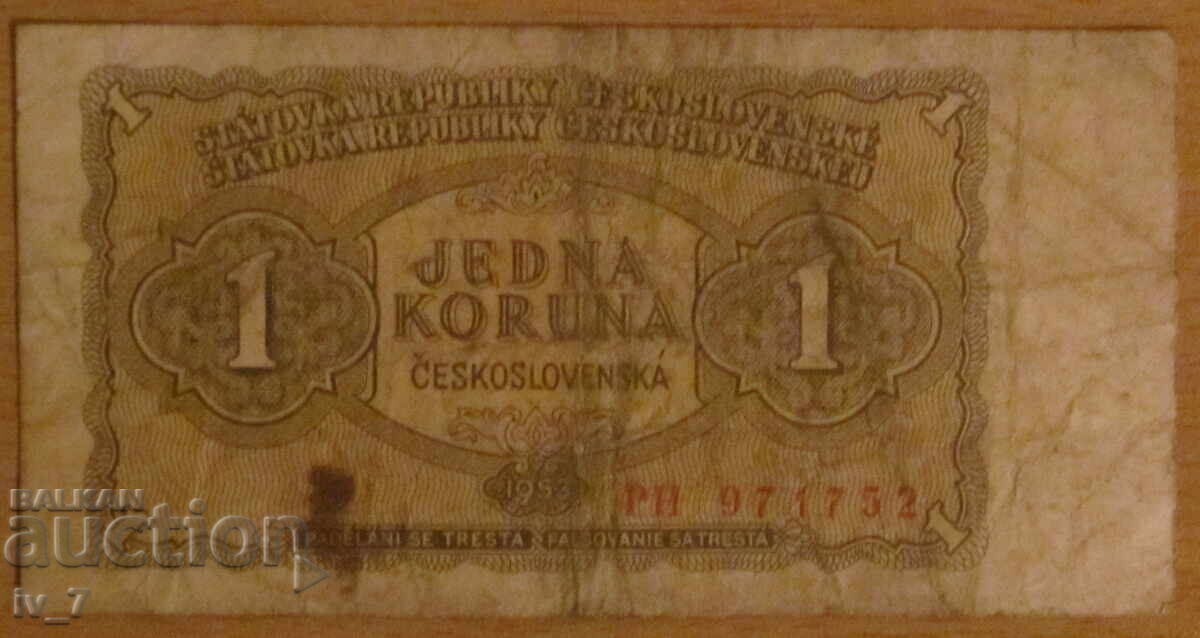 1 1
STÁTOVKA REPUBLIKY ČESKOSLOVENSKÉ
ŠTÁTOVKA REPUBLIKY ČESKOSLOVENSKEJ
1 JEDNA 1
KORUNA
ČESKOSLOVENSKÁ
1953
PH 971752
1
PADĚLÁNÍ SE TRESTÁ · FALŠOVANIE SA TRESTÁ
BALKAN
auction
iv_7